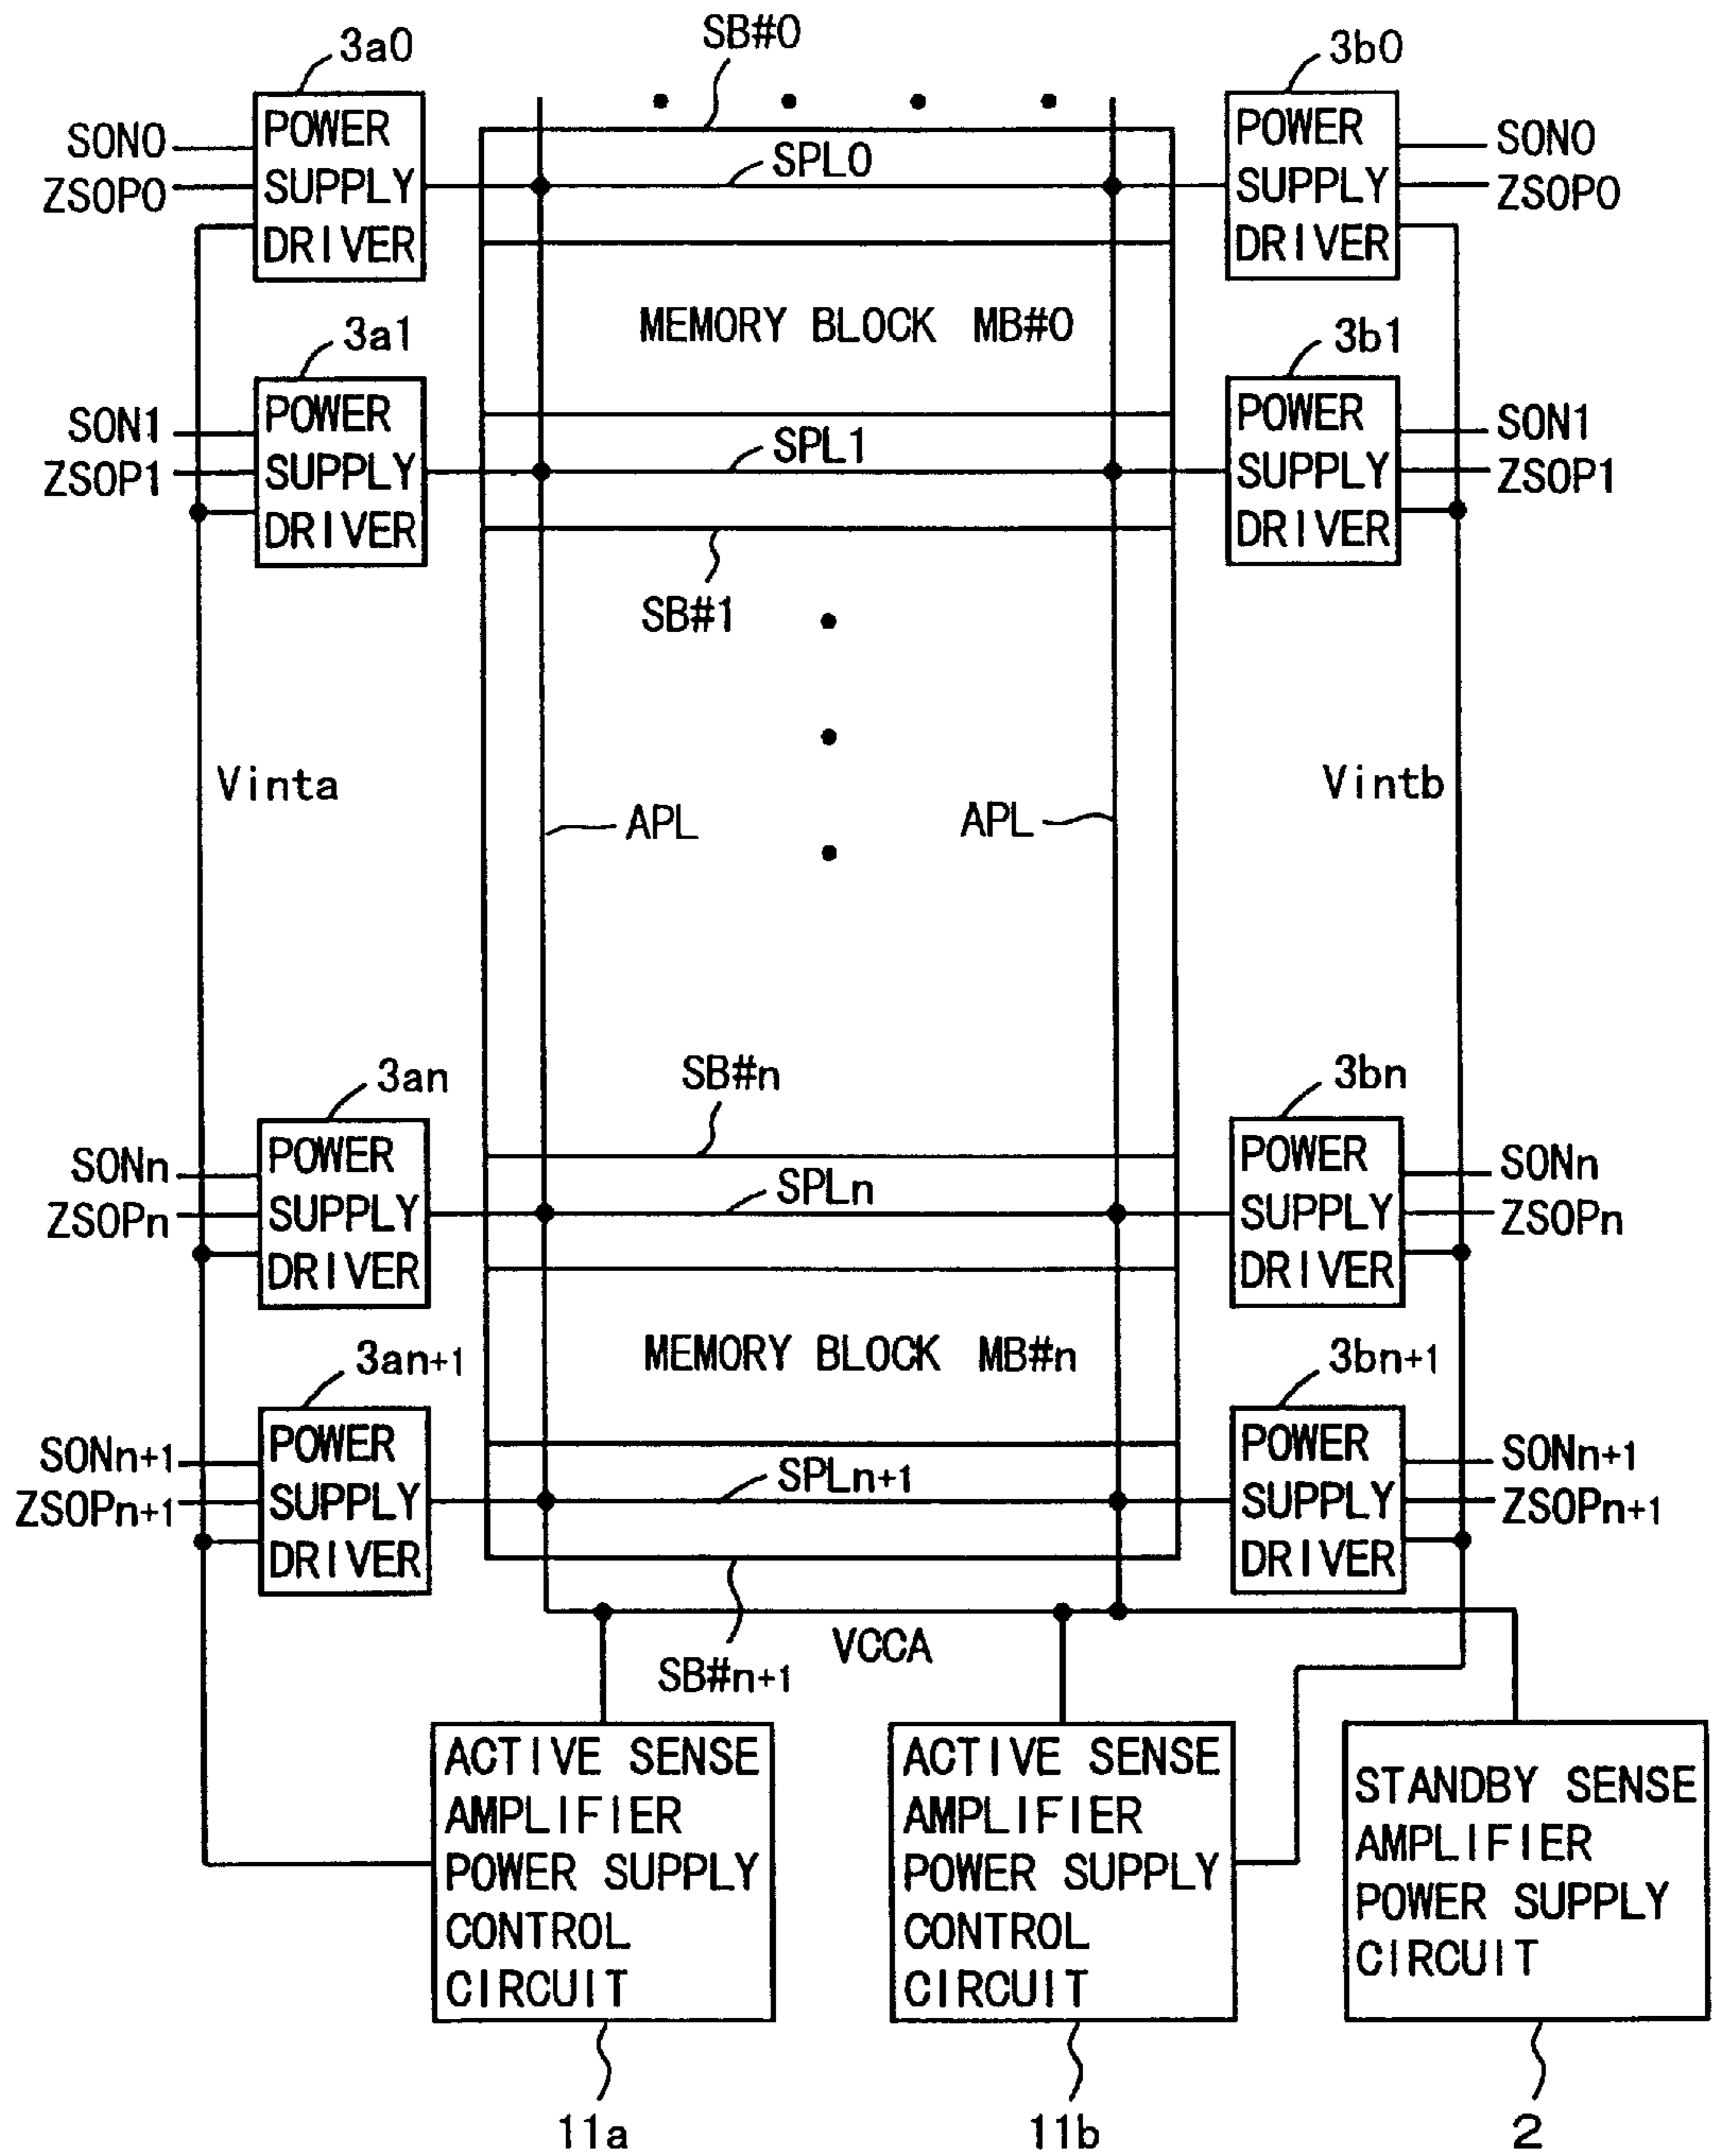 SB#0
3a0
3b0
POWER
SUPPLY
DRIVER
SON0
ZSOP0
SPL0
POWER
SUPPLY
DRIVER
SON0
ZSOP0
MEMORY BLOCK MB#0
3a1
3b1
POWER
SUPPLY
DRIVER
SON1
ZSOP1
SPL1
POWER
SUPPLY
DRIVER
SON1
ZSOP1
SB#1
Vinta
APL
APL
Vintb
SB#n
3an
3bn
POWER
SUPPLY
DRIVER
SONn
ZSOPn
SPLn
POWER
SUPPLY
DRIVER
SONn
ZSOPn
MEMORY BLOCK MB#n
3an+1
3bn+1
POWER
SUPPLY
DRIVER
SONn+1
ZSOPn+1
SPLn+1
POWER
SUPPLY
DRIVER
SONn+1
ZSOPn+1
VCCA
SB#n+1
ACTIVE SENSE
AMPLIFIER
POWER SUPPLY
CONTROL
CIRCUIT
ACTIVE SENSE
AMPLIFIER
POWER SUPPLY
CONTROL
CIRCUIT
STANDBY SENSE
AMPLIFIER
POWER SUPPLY
CIRCUIT
11a
11b
2